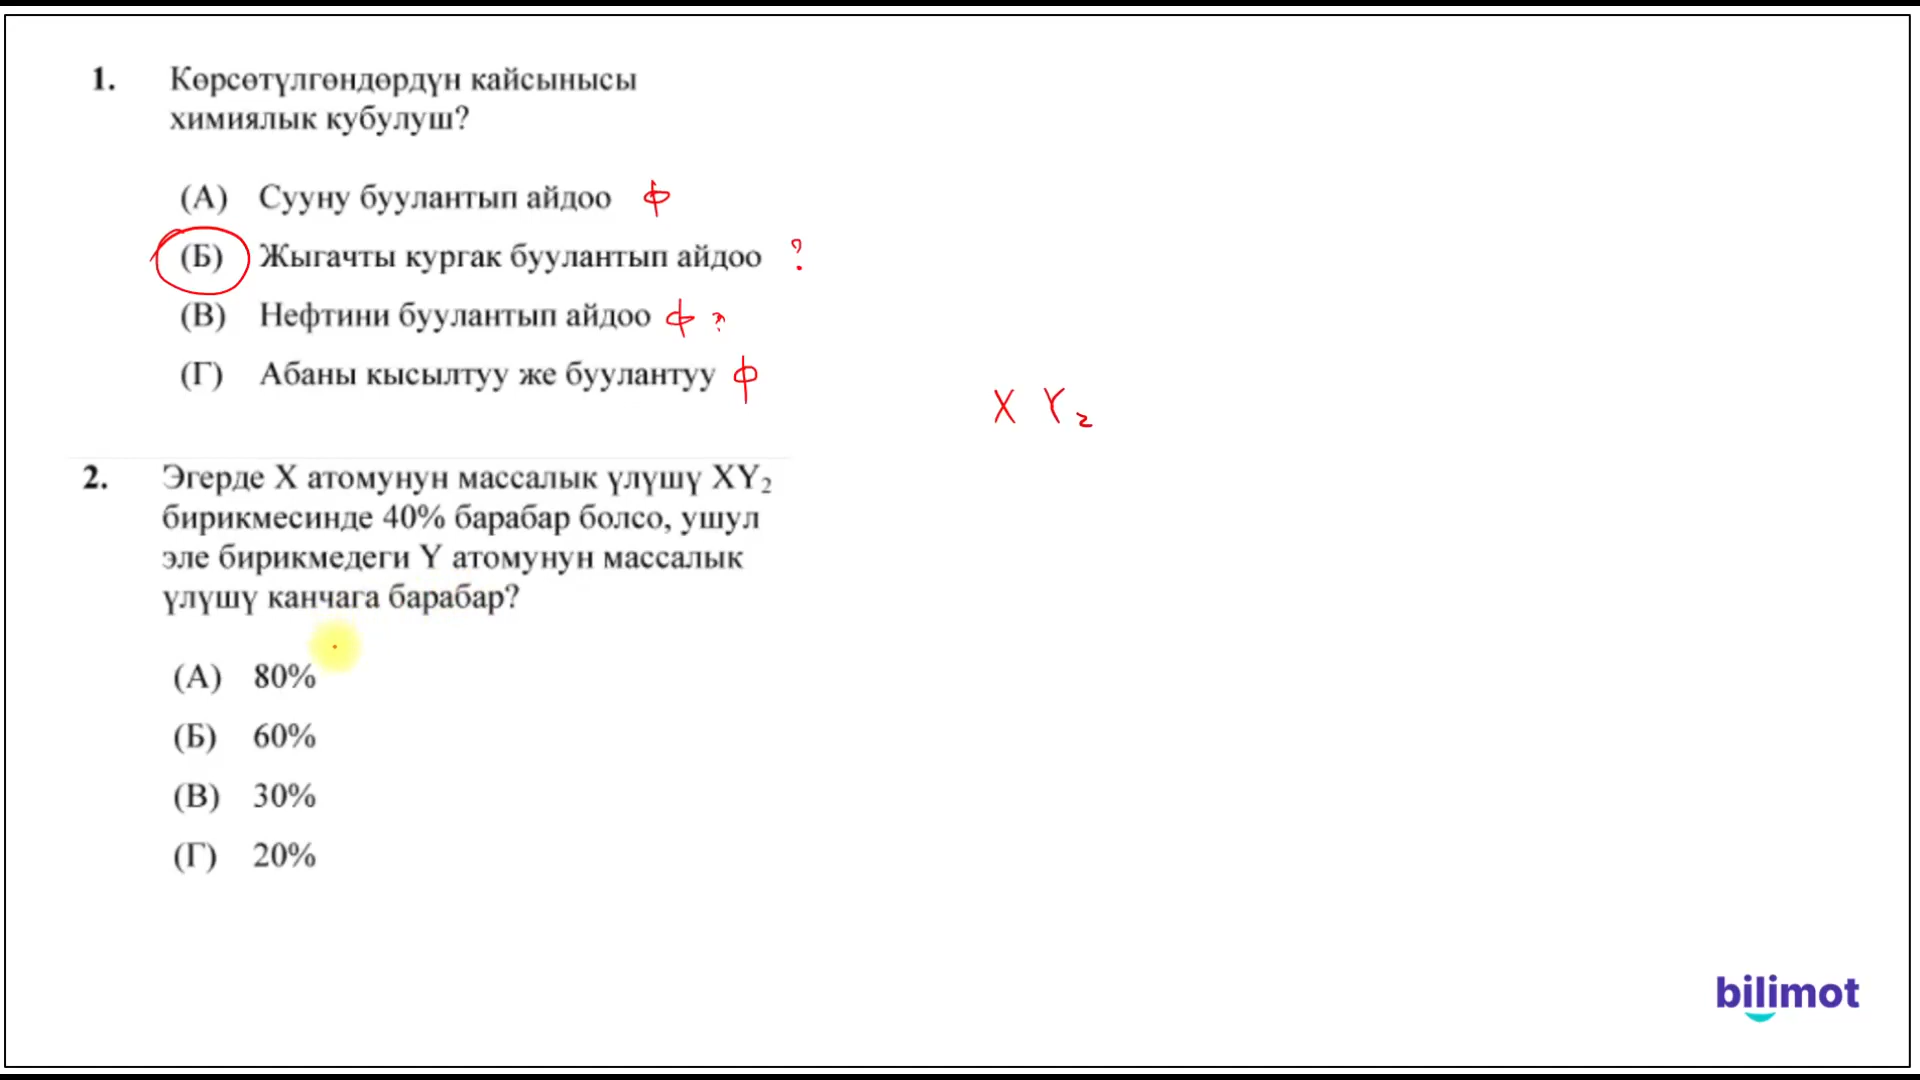 1. Көрсөтүлгөндөрдүн кайсынысы
химиялык кубулуш?
(А) Сууну буулантып айдоо ф
(Б) Жыгачты кургак буулантып айдоо ?
(В) Нефтини буулантып айдоо ф ?
(Г) Абаны кысылтуу же буулантуу ф
X Y₂
2. Эгерде X атомунун массалык үлүшү XY₂
бирикмесинде 40% барабар болсо, ушул
эле бирикмедеги Y атомунун массалык
үлүшү канчага барабар?
(А) 80%
(Б) 60%
(В) 30%
(Г) 20%
bilimot